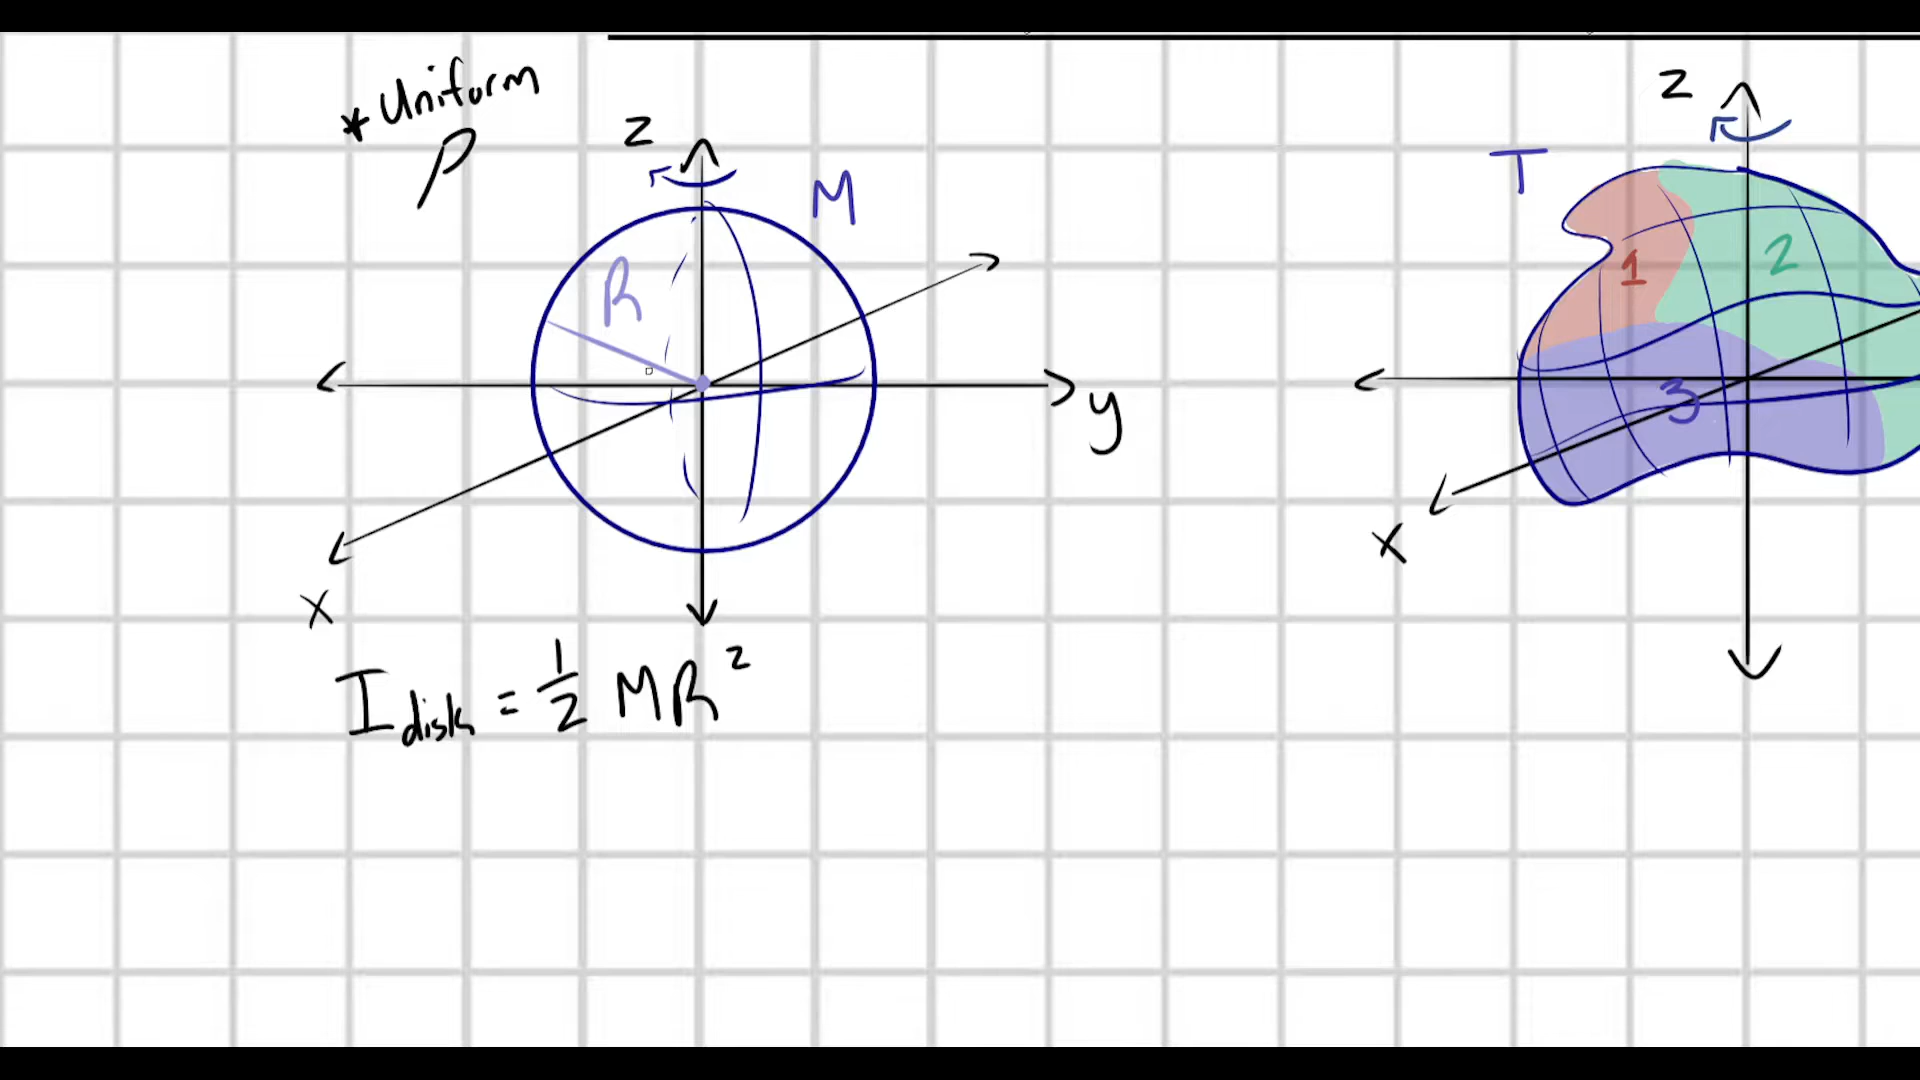 * Uniform
ρ
z
M
R
y
x
I_disk = 1/2 MR²
z
T
1
2
3
x